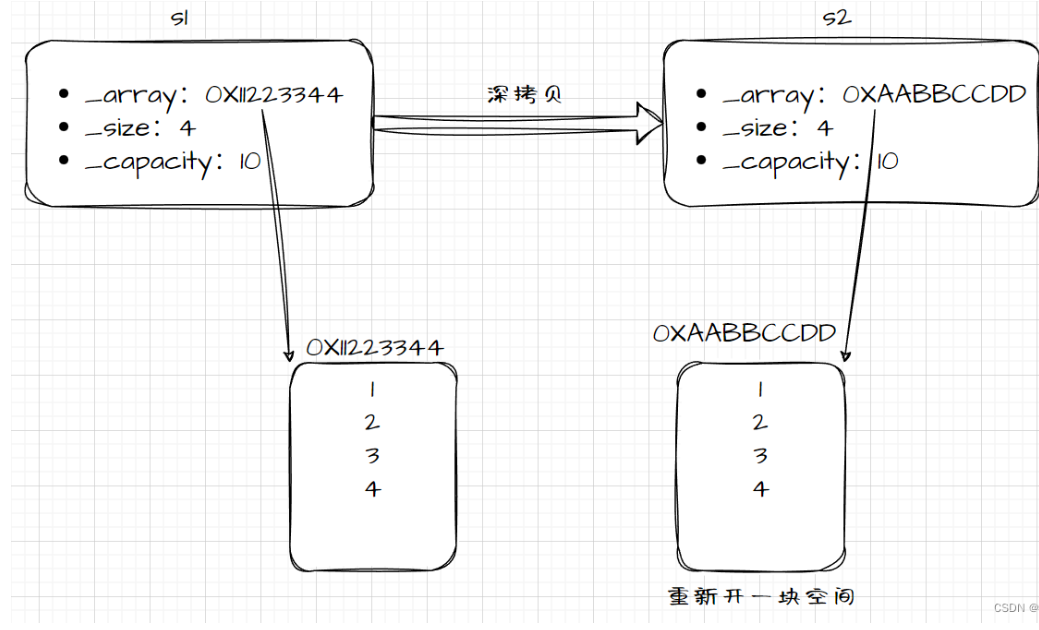 s1
s2
• _array: 0X11223344
• _size: 4
• _capacity: 10
深拷贝
• _array: 0XAABBCCDD
• _size: 4
• _capacity: 10
0X11223344
1
2
3
4
0XAABBCCDD
1
2
3
4
重新开一块空间
CSDN @